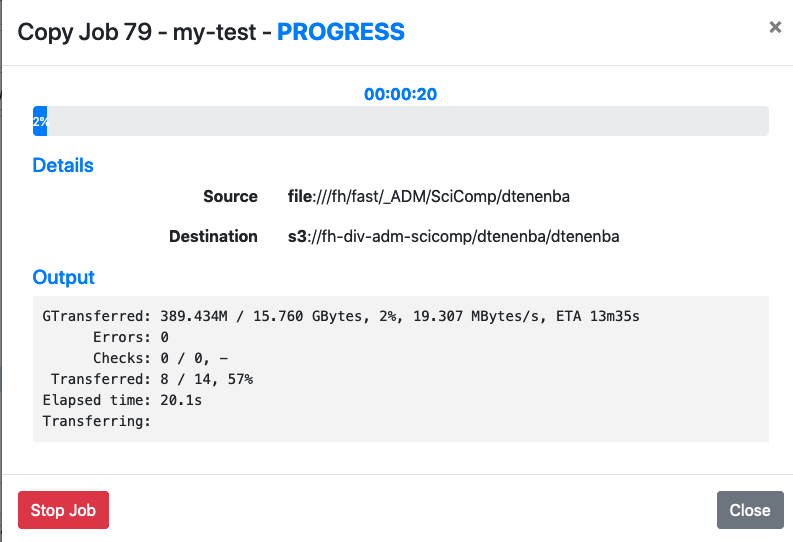 Copy Job 79 - my-test - PROGRESS ×
00:00:20
2%
Details
Source file:///fh/fast/_ADM/SciComp/dtenenba
Destination s3://fh-div-adm-scicomp/dtenenba/dtenenba
Output
GTransferred: 389.434M / 15.760 GBytes, 2%, 19.307 MBytes/s, ETA 13m35s
Errors: 0
Checks: 0 / 0, –
Transferred: 8 / 14, 57%
Elapsed time: 20.1s
Transferring:
Stop Job Close